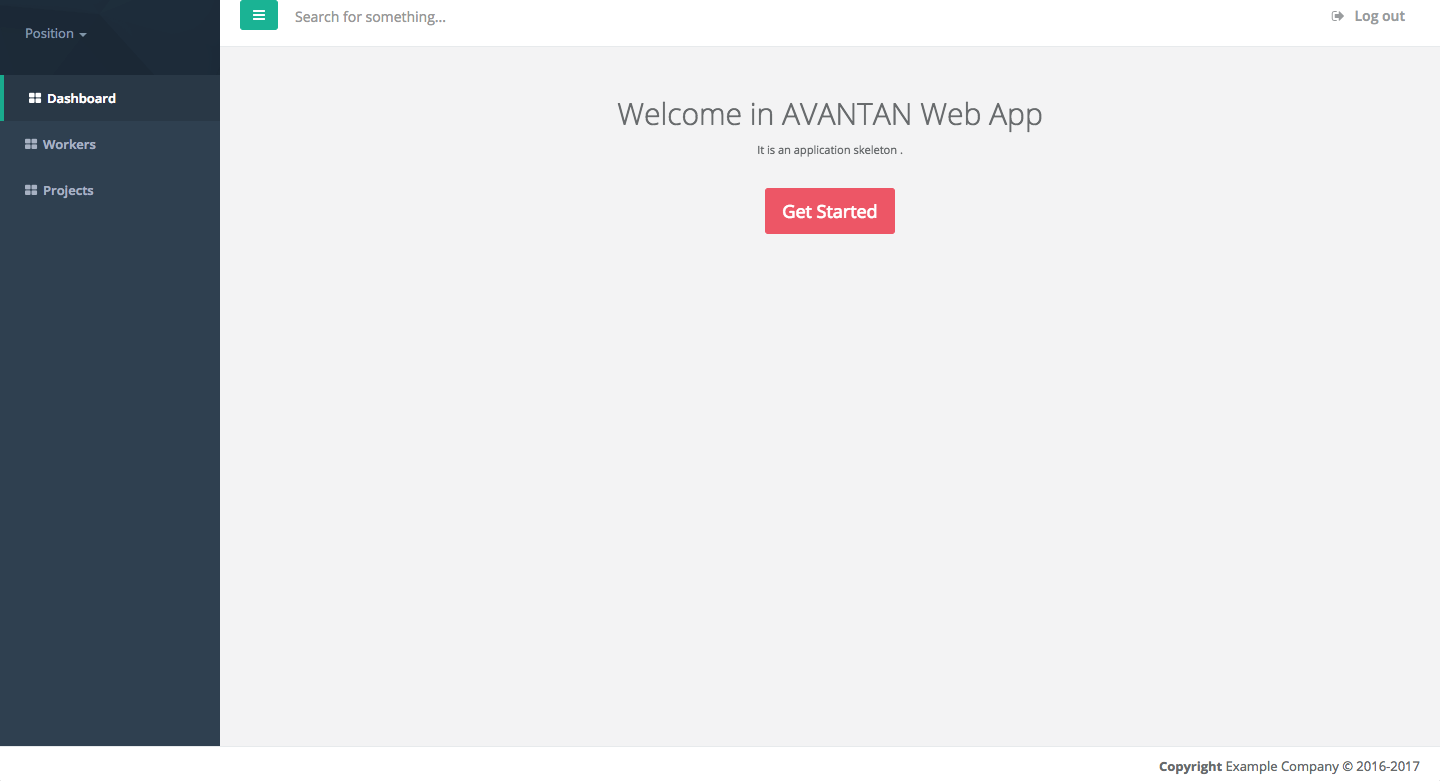 Position
Dashboard
Workers
Projects
Search for something...
Log out
Welcome in AVANTAN Web App
It is an application skeleton .
Get Started
Copyright Example Company © 2016-2017